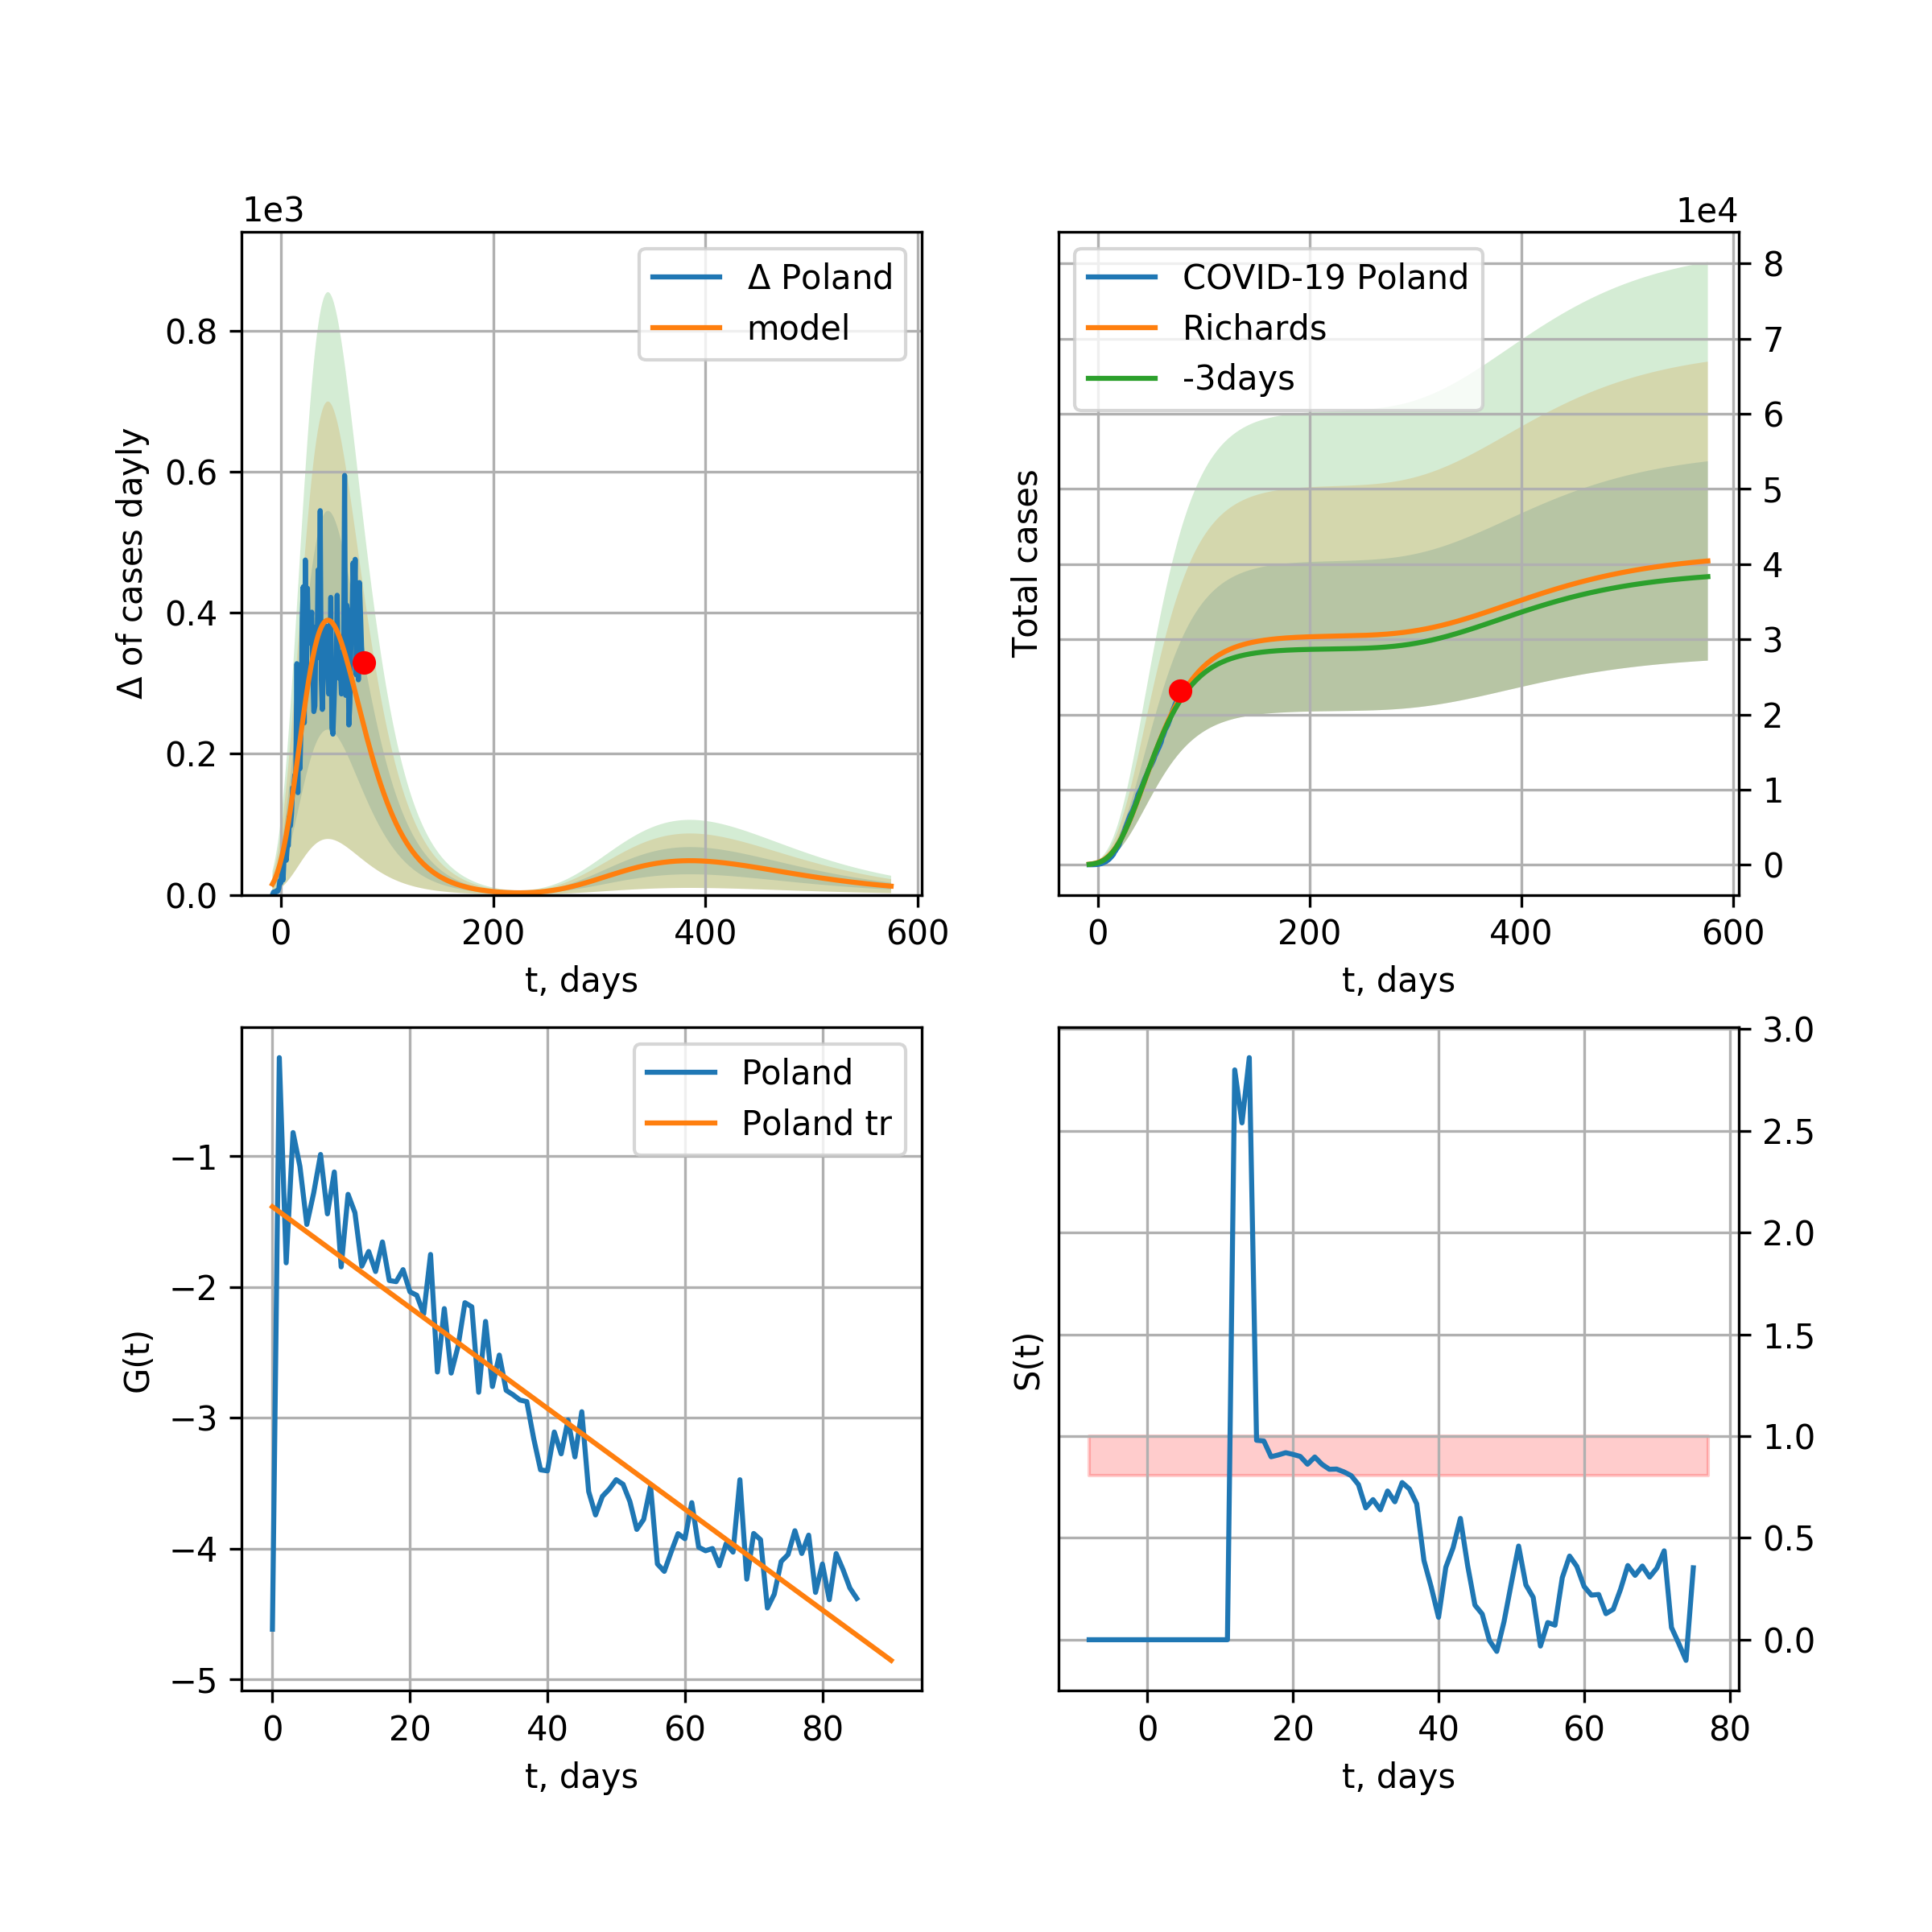 1e3
Δ Poland
model
Δ of cases dayly
0.8
0.6
0.4
0.2
0.0
0 200 400 600
t, days
1e4
COVID-19 Poland
Richards
-3days
Total cases
8
7
6
5
4
3
2
1
0
0 200 400 600
t, days
Poland
Poland tr
G(t)
−1
−2
−3
−4
−5
0 20 40 60 80
t, days
S(t)
3.0
2.5
2.0
1.5
1.0
0.5
0.0
0 20 40 60 80
t, days